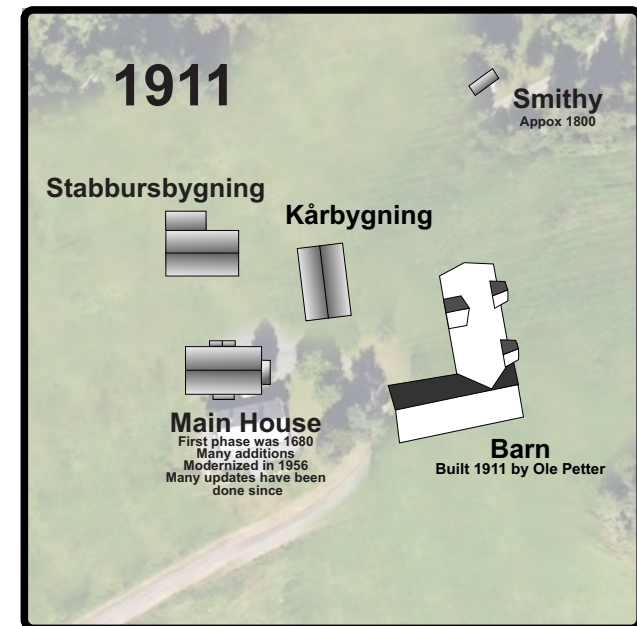 1911
Smithy
Appox 1800
Stabbursbygning
Kårbygning
Main House
First phase was 1680
Many additions
Modernized in 1956
Many updates have been
done since
Barn
Built 1911 by Ole Petter